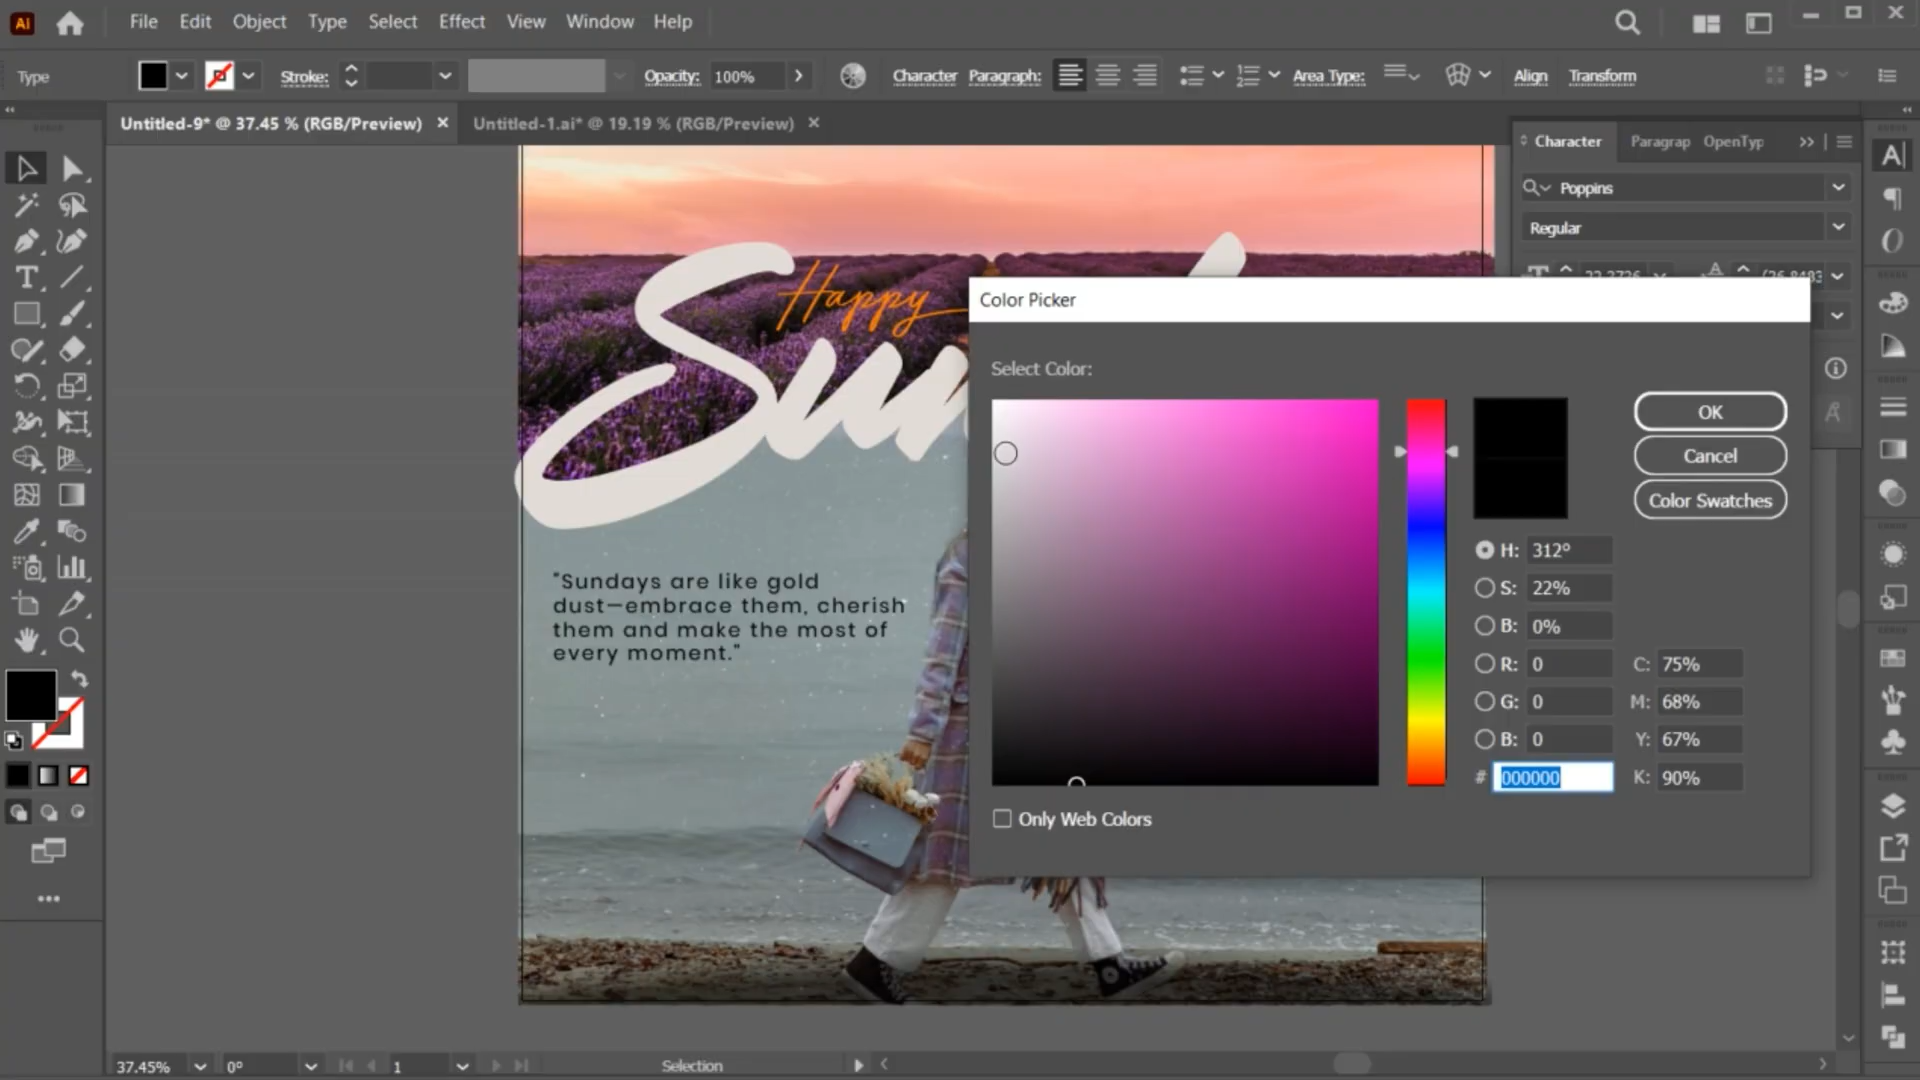 Ai File Edit Object Type Select Effect View Window Help
Type Stroke: Opacity: 100% Character Paragraph: Area Type: Align Transform
Untitled-9* @ 37.45 % (RGB/Preview) × Untitled-1.ai* @ 19.19 % (RGB/Preview) ×
Character Paragrap OpenTyp
Poppins
Regular
Happy
Sun
Color Picker
Select Color:
OK
Cancel
Color Swatches
H: 312°
S: 22%
B: 0%
R: 0 C: 75%
G: 0 M: 68%
B: 0 Y: 67%
# 000000 K: 90%
Only Web Colors
"Sundays are like gold
dust—embrace them, cherish
them and make the most of
every moment."
37.45% 0° 1 Selection